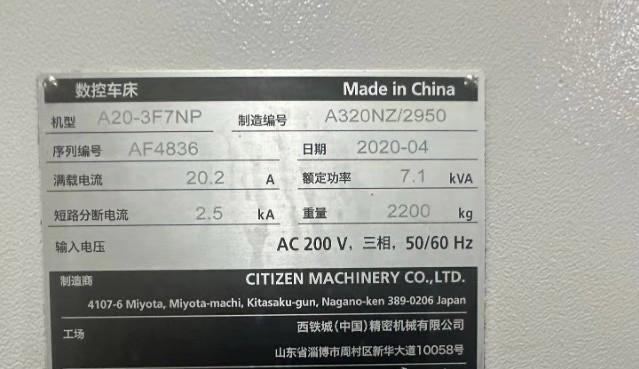 数控车床 Made in China
机型 A20-3F7NP 制造编号 A320NZ/2950
序列编号 AF4836 日期 2020-04
满载电流 20.2 A 额定功率 7.1 kVA
短路分断电流 2.5 kA 重量 2200 kg
输入电压 AC 200 V, 三相, 50/60 Hz
制造商 CITIZEN MACHINERY CO.,LTD.
4107-6 Miyota, Miyota-machi, Kitasaku-gun, Nagano-ken 389-0206 Japan
工场 西铁城(中国)精密机械有限公司
山东省淄博市周村区新华大道10058号